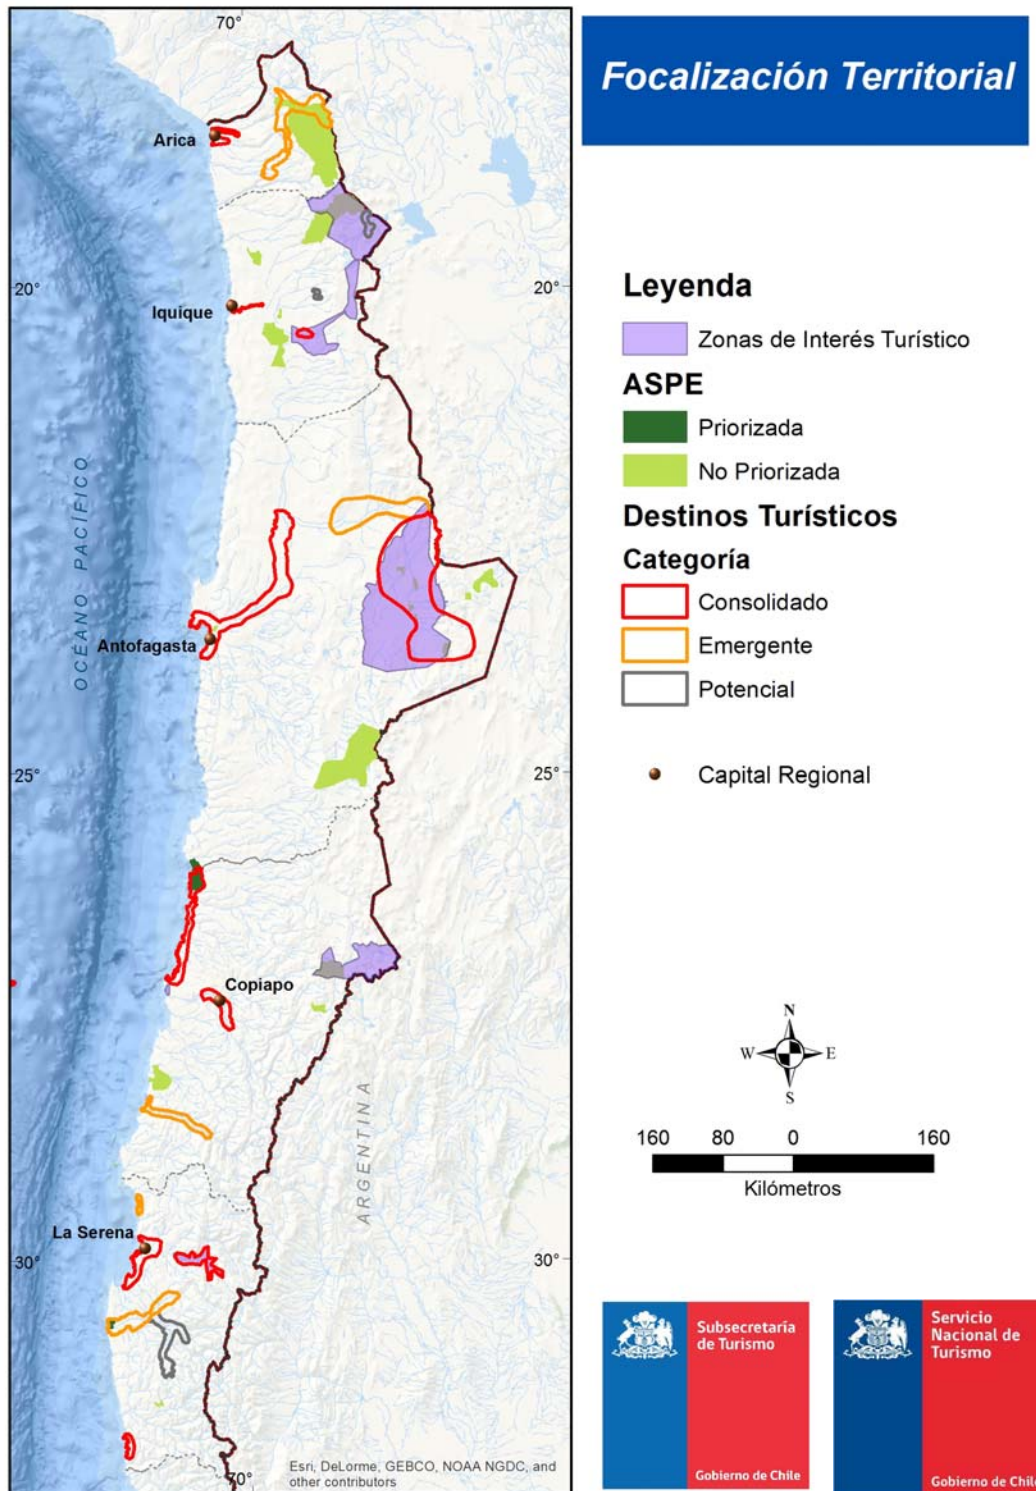 70°
Focalización Territorial
Arica
20°
20°
Iquique
OCÉANO PACÍFICO
Antofagasta
25°
25°
Copiapo
ARGENTINA
La Serena
30°
30°
70°
Esri, DeLorme, GEBCO, NOAA NGDC, and
other contributors
Leyenda
Zonas de Interés Turístico
ASPE
Priorizada
No Priorizada
Destinos Turísticos
Categoría
Consolidado
Emergente
Potencial
Capital Regional
N
W
E
S
160 80 0 160
Kilómetros
Subsecretaría
de Turismo
Gobierno de Chile
Servicio
Nacional de
Turismo
Gobierno de Chile